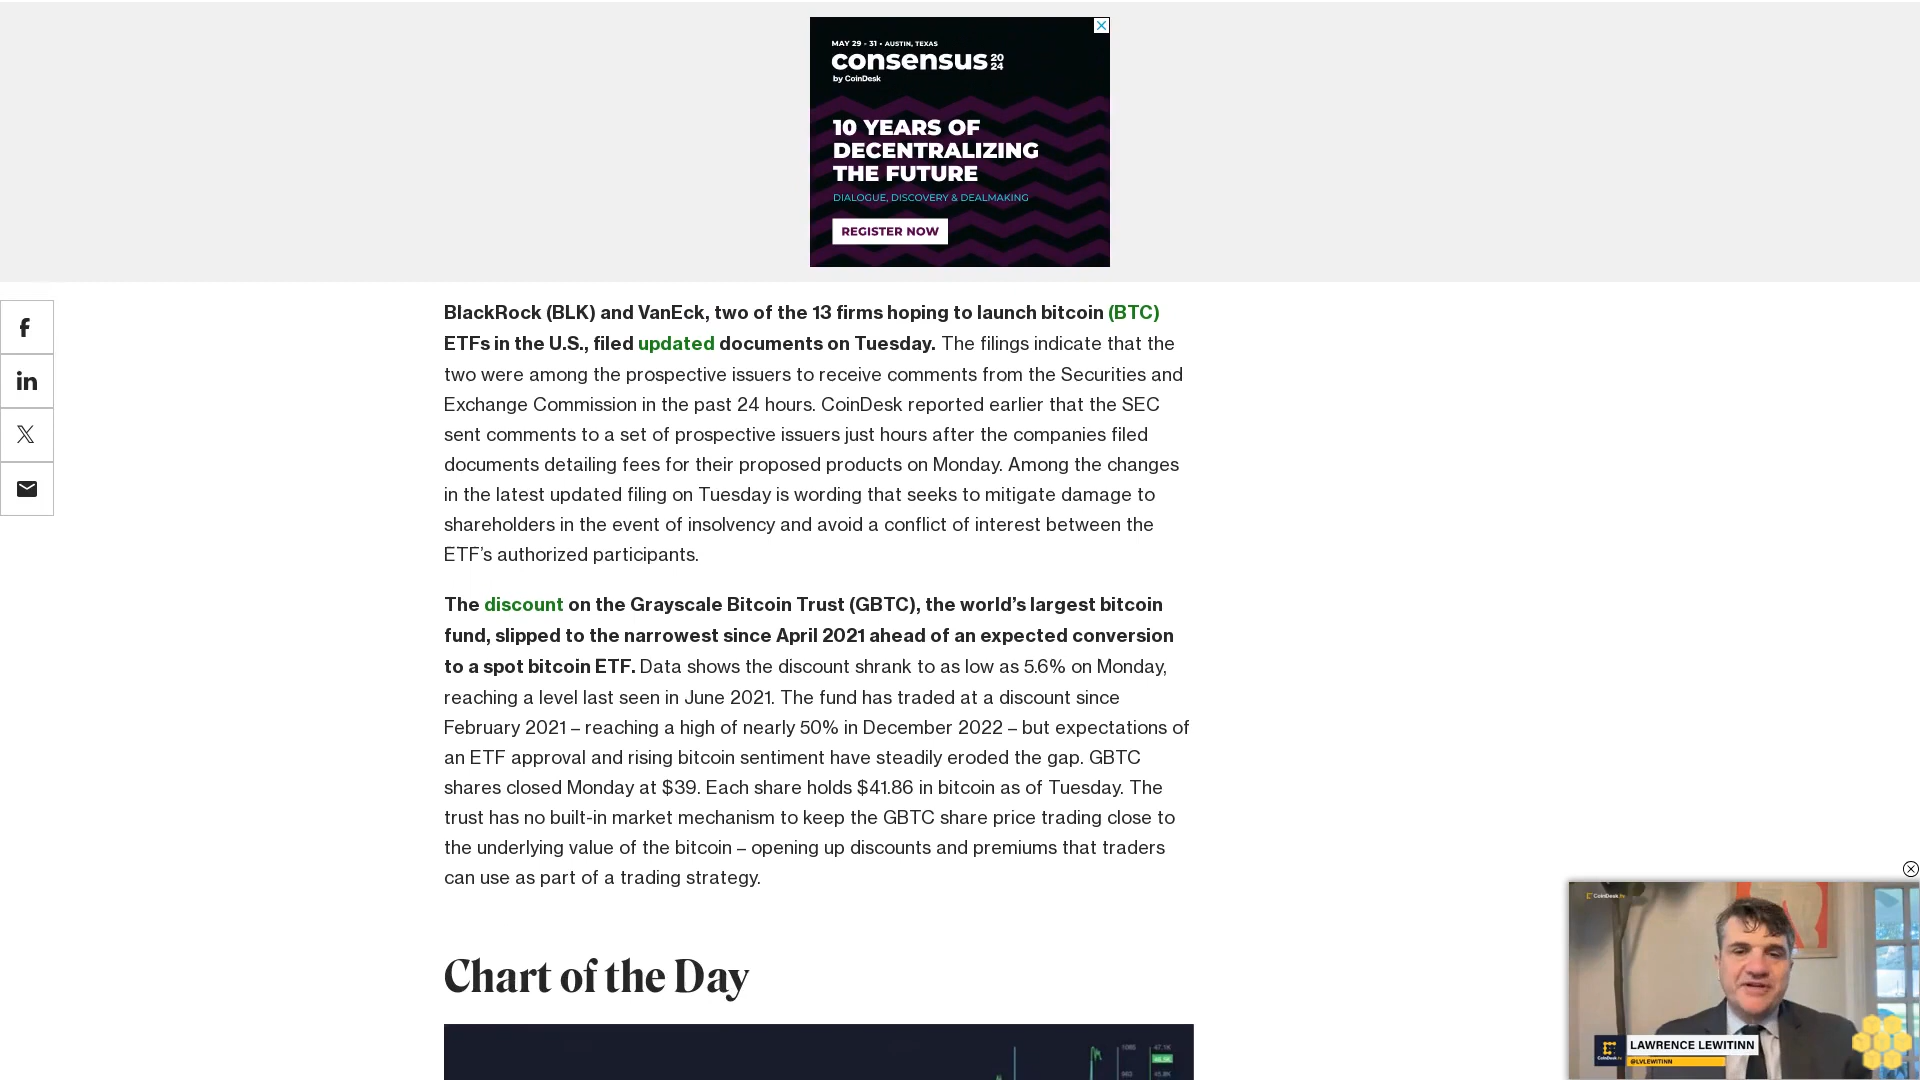 MAY 29 - 31 • AUSTIN, TEXAS
consensus 20 24
by CoinDesk
10 YEARS OF
DECENTRALIZING
THE FUTURE
DIALOGUE, DISCOVERY & DEALMAKING
REGISTER NOW
BlackRock (BLK) and VanEck, two of the 13 firms hoping to launch bitcoin (BTC)
ETFs in the U.S., filed updated documents on Tuesday. The filings indicate that the
two were among the prospective issuers to receive comments from the Securities and
Exchange Commission in the past 24 hours. CoinDesk reported earlier that the SEC
sent comments to a set of prospective issuers just hours after the companies filed
documents detailing fees for their proposed products on Monday. Among the changes
in the latest updated filing on Tuesday is wording that seeks to mitigate damage to
shareholders in the event of insolvency and avoid a conflict of interest between the
ETF’s authorized participants.
The discount on the Grayscale Bitcoin Trust (GBTC), the world’s largest bitcoin
fund, slipped to the narrowest since April 2021 ahead of an expected conversion
to a spot bitcoin ETF. Data shows the discount shrank to as low as 5.6% on Monday,
reaching a level last seen in June 2021. The fund has traded at a discount since
February 2021 – reaching a high of nearly 50% in December 2022 – but expectations of
an ETF approval and rising bitcoin sentiment have steadily eroded the gap. GBTC
shares closed Monday at $39. Each share holds $41.86 in bitcoin as of Tuesday. The
trust has no built-in market mechanism to keep the GBTC share price trading close to
the underlying value of the bitcoin – opening up discounts and premiums that traders
can use as part of a trading strategy.
Chart of the Day
47.1K
45.8K
CoinDesk tv
LAWRENCE LEWITINN
@LVLEWITINN
CoinDesk tv